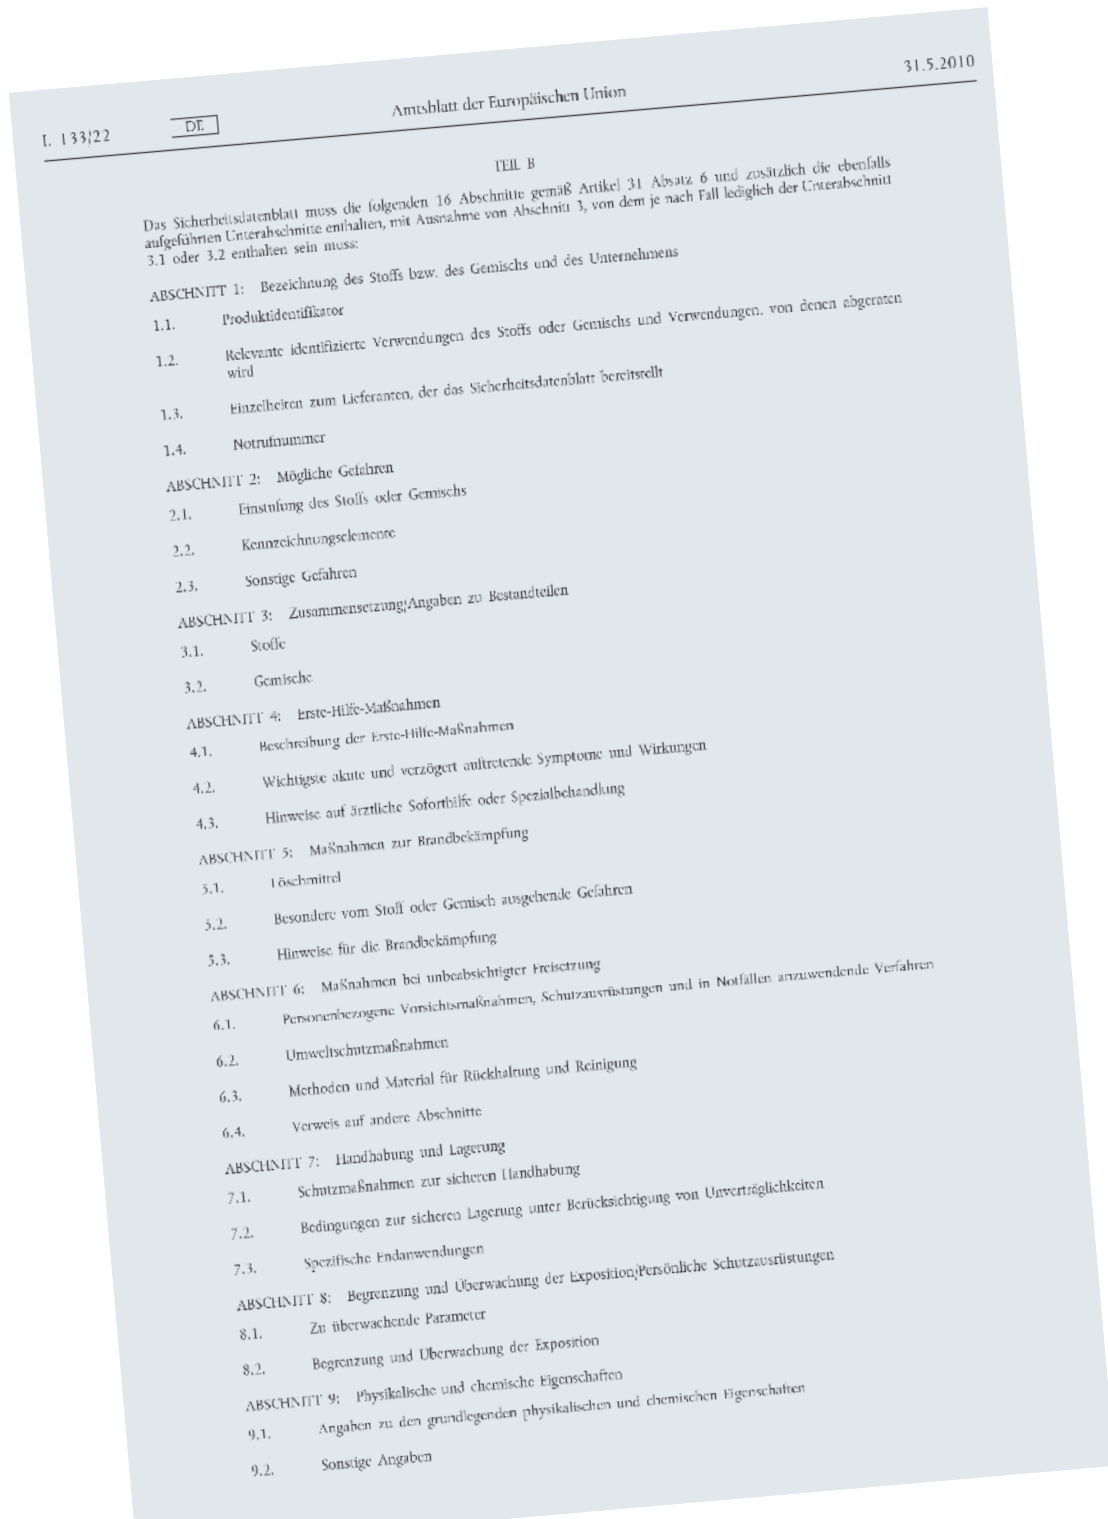 L 133/22
DE
Amtsblatt der Europäischen Union
31.5.2010
TEIL B
Das Sicherheitsdatenblatt muss die folgenden 16 Abschnitte gemäß Artikel 31 Absatz 6 und zusätzlich die ebenfalls
aufgeführten Unterabschnitte enthalten, mit Ausnahme von Abschnitt 3, von dem je nach Fall lediglich der Unterabschnitt
3.1 oder 3.2 enthalten sein muss:
ABSCHNITT 1: Bezeichnung des Stoffs bzw. des Gemischs und des Unternehmens
1.1. Produktidentifikator
1.2. Relevante identifizierte Verwendungen des Stoffs oder Gemischs und Verwendungen, von denen abgeraten
wird
1.3. Einzelheiten zum Lieferanten, der das Sicherheitsdatenblatt bereitstellt
1.4. Notrufnummer
ABSCHNITT 2: Mögliche Gefahren
2.1. Einstufung des Stoffs oder Gemischs
2.2. Kennzeichnungselemente
2.3. Sonstige Gefahren
ABSCHNITT 3: Zusammensetzung/Angaben zu Bestandteilen
3.1. Stoffe
3.2. Gemische
ABSCHNITT 4: Erste-Hilfe-Maßnahmen
4.1. Beschreibung der Erste-Hilfe-Maßnahmen
4.2. Wichtigste akute und verzögert auftretende Symptome und Wirkungen
4.3. Hinweise auf ärztliche Soforthilfe oder Spezialbehandlung
ABSCHNITT 5: Maßnahmen zur Brandbekämpfung
5.1. Löschmittel
5.2. Besondere vom Stoff oder Gemisch ausgehende Gefahren
5.3. Hinweise für die Brandbekämpfung
ABSCHNITT 6: Maßnahmen bei unbeabsichtigter Freisetzung
6.1. Personenbezogene Vorsichtsmaßnahmen, Schutzausrüstungen und in Notfällen anzuwendende Verfahren
6.2. Umweltschutzmaßnahmen
6.3. Methoden und Material für Rückhaltung und Reinigung
6.4. Verweis auf andere Abschnitte
ABSCHNITT 7: Handhabung und Lagerung
7.1. Schutzmaßnahmen zur sicheren Handhabung
7.2. Bedingungen zur sicheren Lagerung unter Berücksichtigung von Unverträglichkeiten
7.3. Spezifische Endanwendungen
ABSCHNITT 8: Begrenzung und Überwachung der Exposition/Persönliche Schutzausrüstungen
8.1. Zu überwachende Parameter
8.2. Begrenzung und Überwachung der Exposition
ABSCHNITT 9: Physikalische und chemische Eigenschaften
9.1. Angaben zu den grundlegenden physikalischen und chemischen Eigenschaften
9.2. Sonstige Angaben